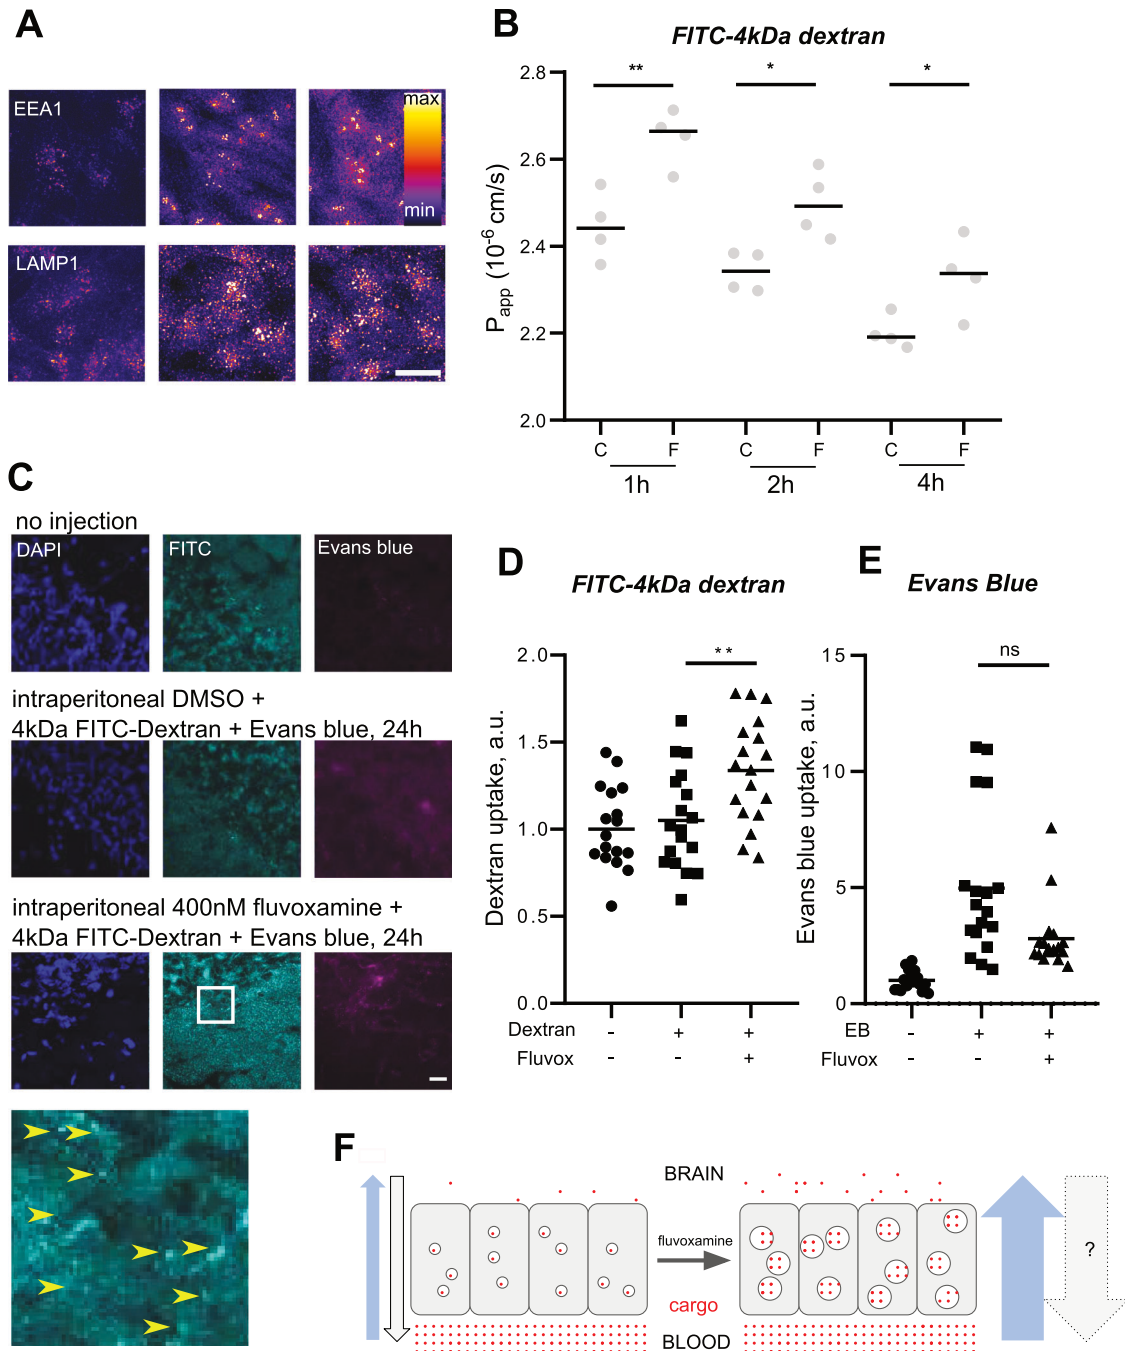 A
EEA1
max
min
LAMP1
B
FITC-4kDa dextran
** * *
2.8
2.6
2.4
2.2
2.0
Papp (10-6 cm/s)
C F C F C F
1h 2h 4h
C
no injection
DAPI FITC Evans blue
intraperitoneal DMSO +
4kDa FITC-Dextran + Evans blue, 24h
intraperitoneal 400nM fluvoxamine +
4kDa FITC-Dextran + Evans blue, 24h
D
FITC-4kDa dextran
**
2.0
1.5
1.0
0.5
0.0
Dextran uptake, a.u.
Dextran - + +
Fluvox - - +
E
Evans Blue
ns
15
10
5
0
Evans blue uptake, a.u.
EB - + +
Fluvox - - +
F
BRAIN
fluvoxamine
cargo
BLOOD
?